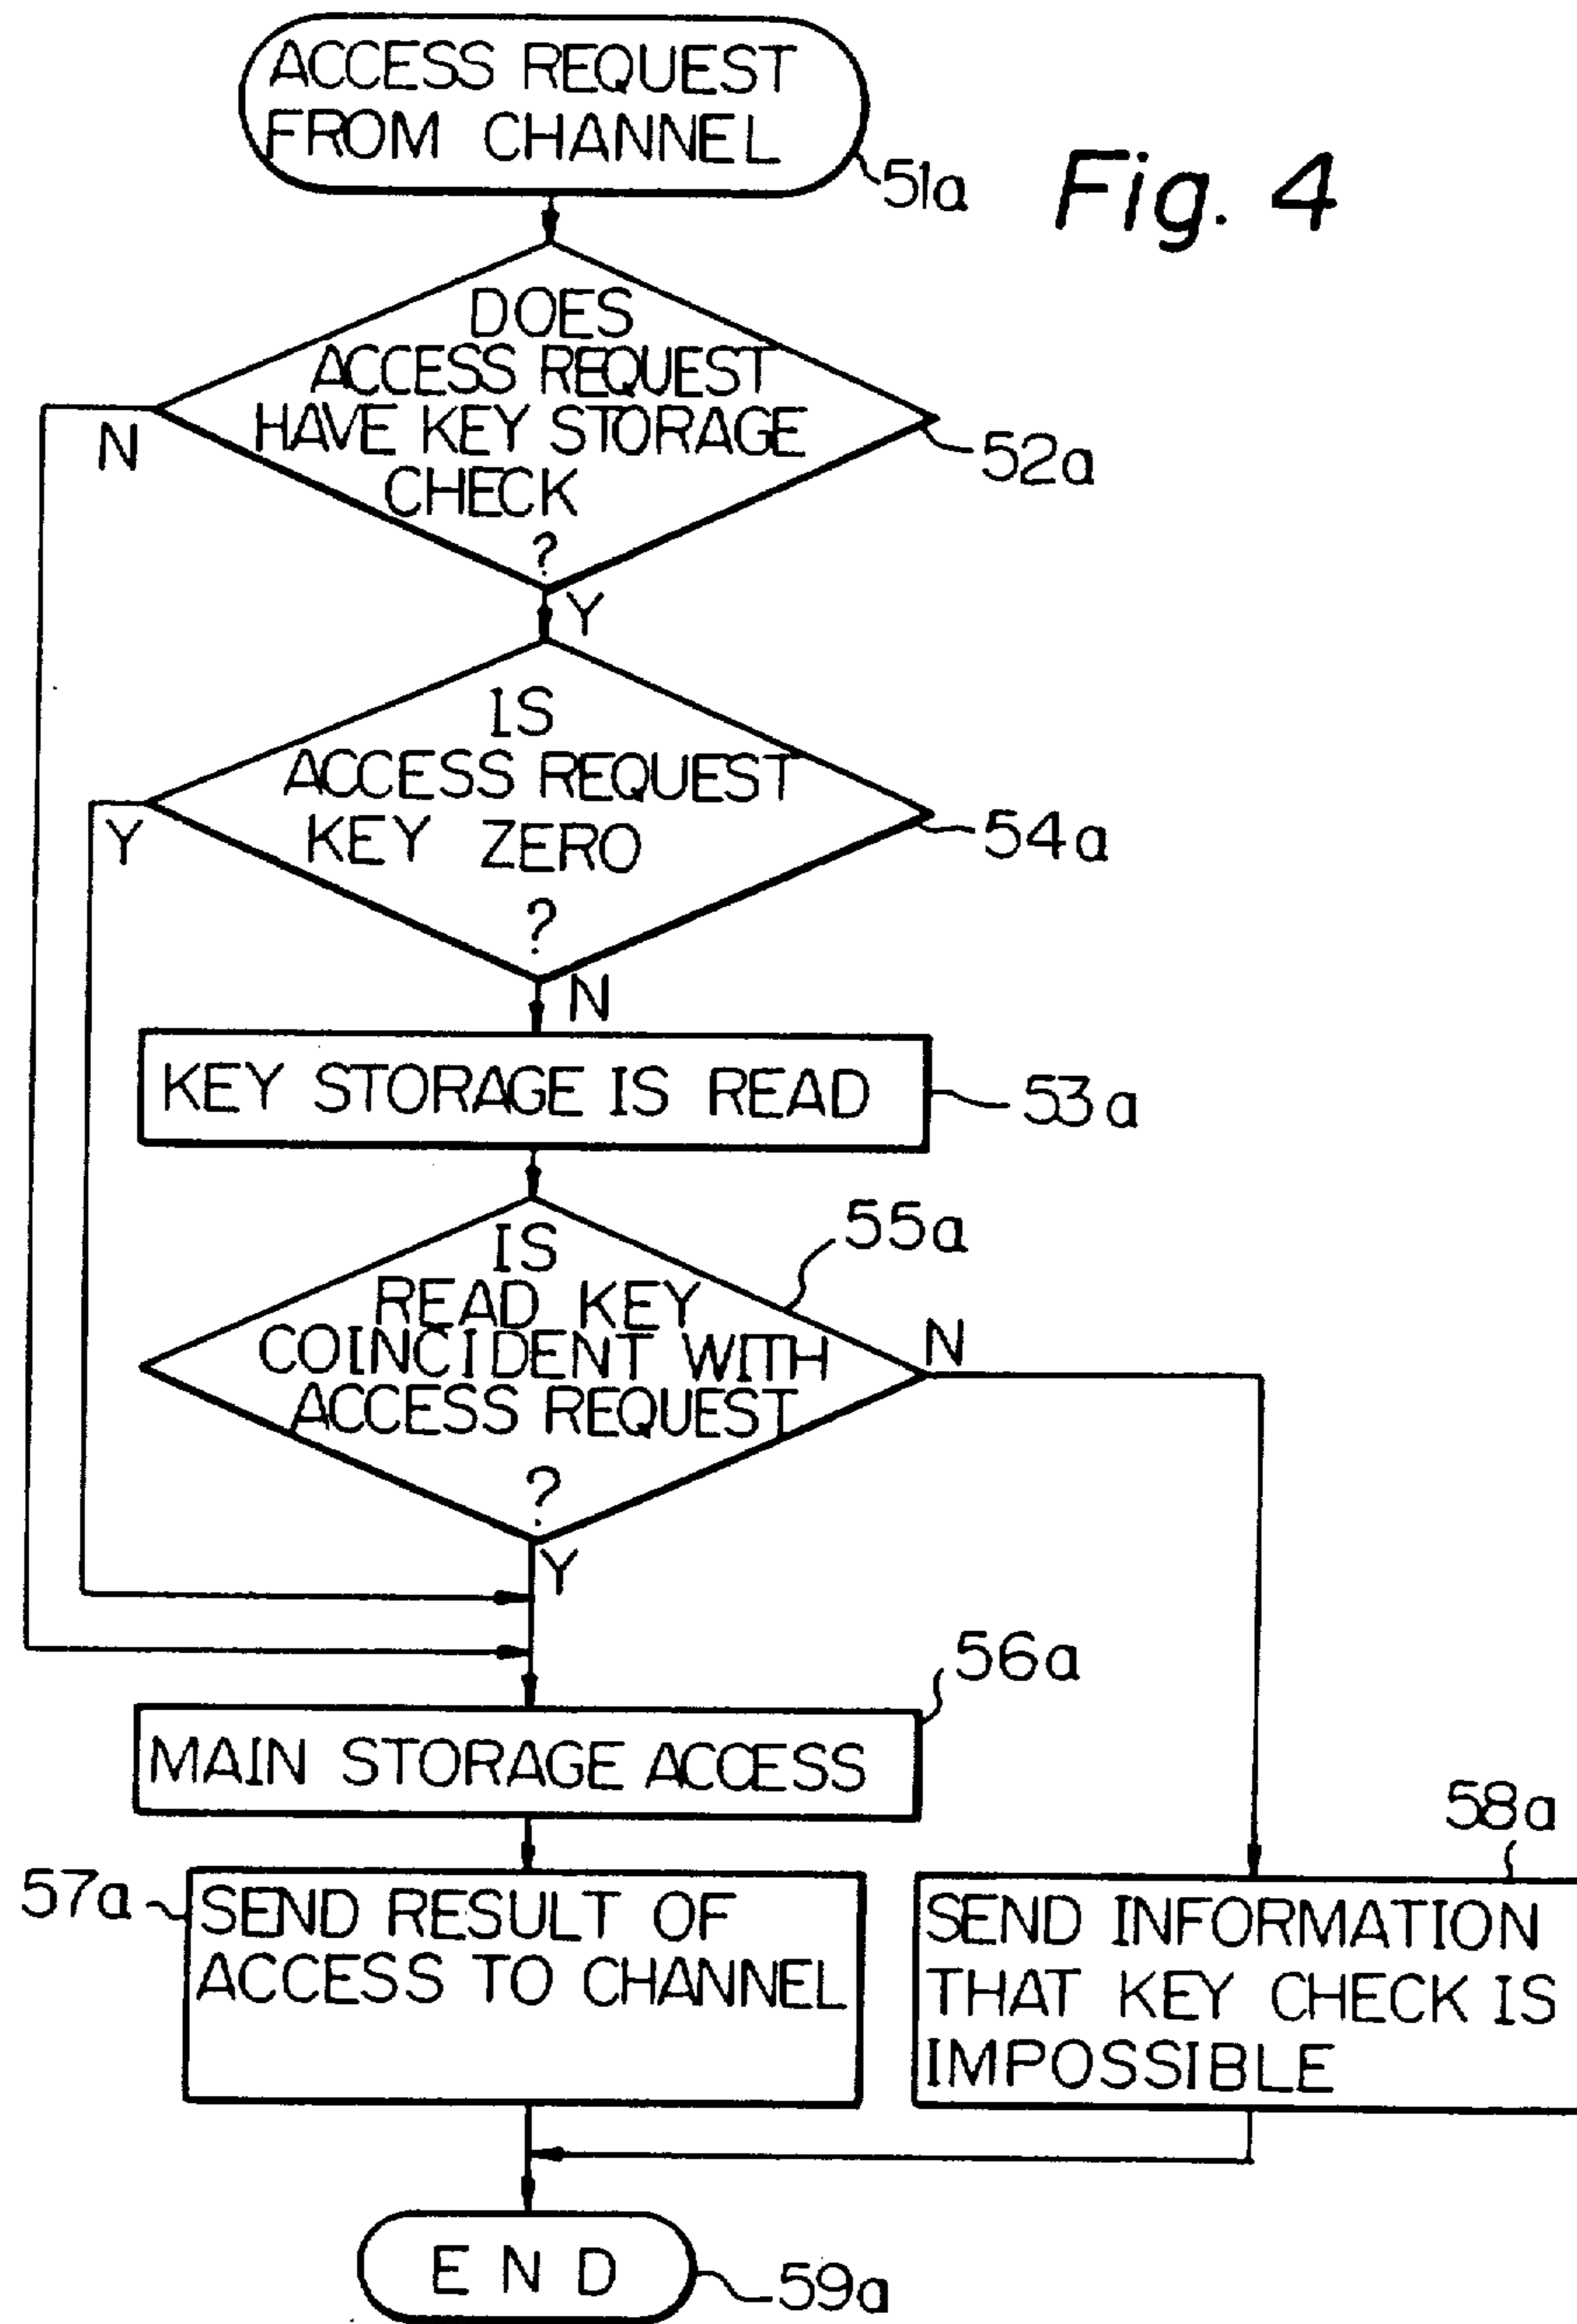 ACCESS REQUEST
FROM CHANNEL
51a
Fig. 4
DOES
ACCESS REQUEST
HAVE KEY STORAGE
CHECK
?
N
52a
Y
IS
ACCESS REQUEST
KEY ZERO
?
Y
54a
N
KEY STORAGE IS READ
53a
55a
IS
READ KEY
COINCIDENT WITH
ACCESS REQUEST
?
N
Y
56a
MAIN STORAGE ACCESS
58a
57a
SEND RESULT OF
ACCESS TO CHANNEL
SEND INFORMATION
THAT KEY CHECK IS
IMPOSSIBLE
END
59a